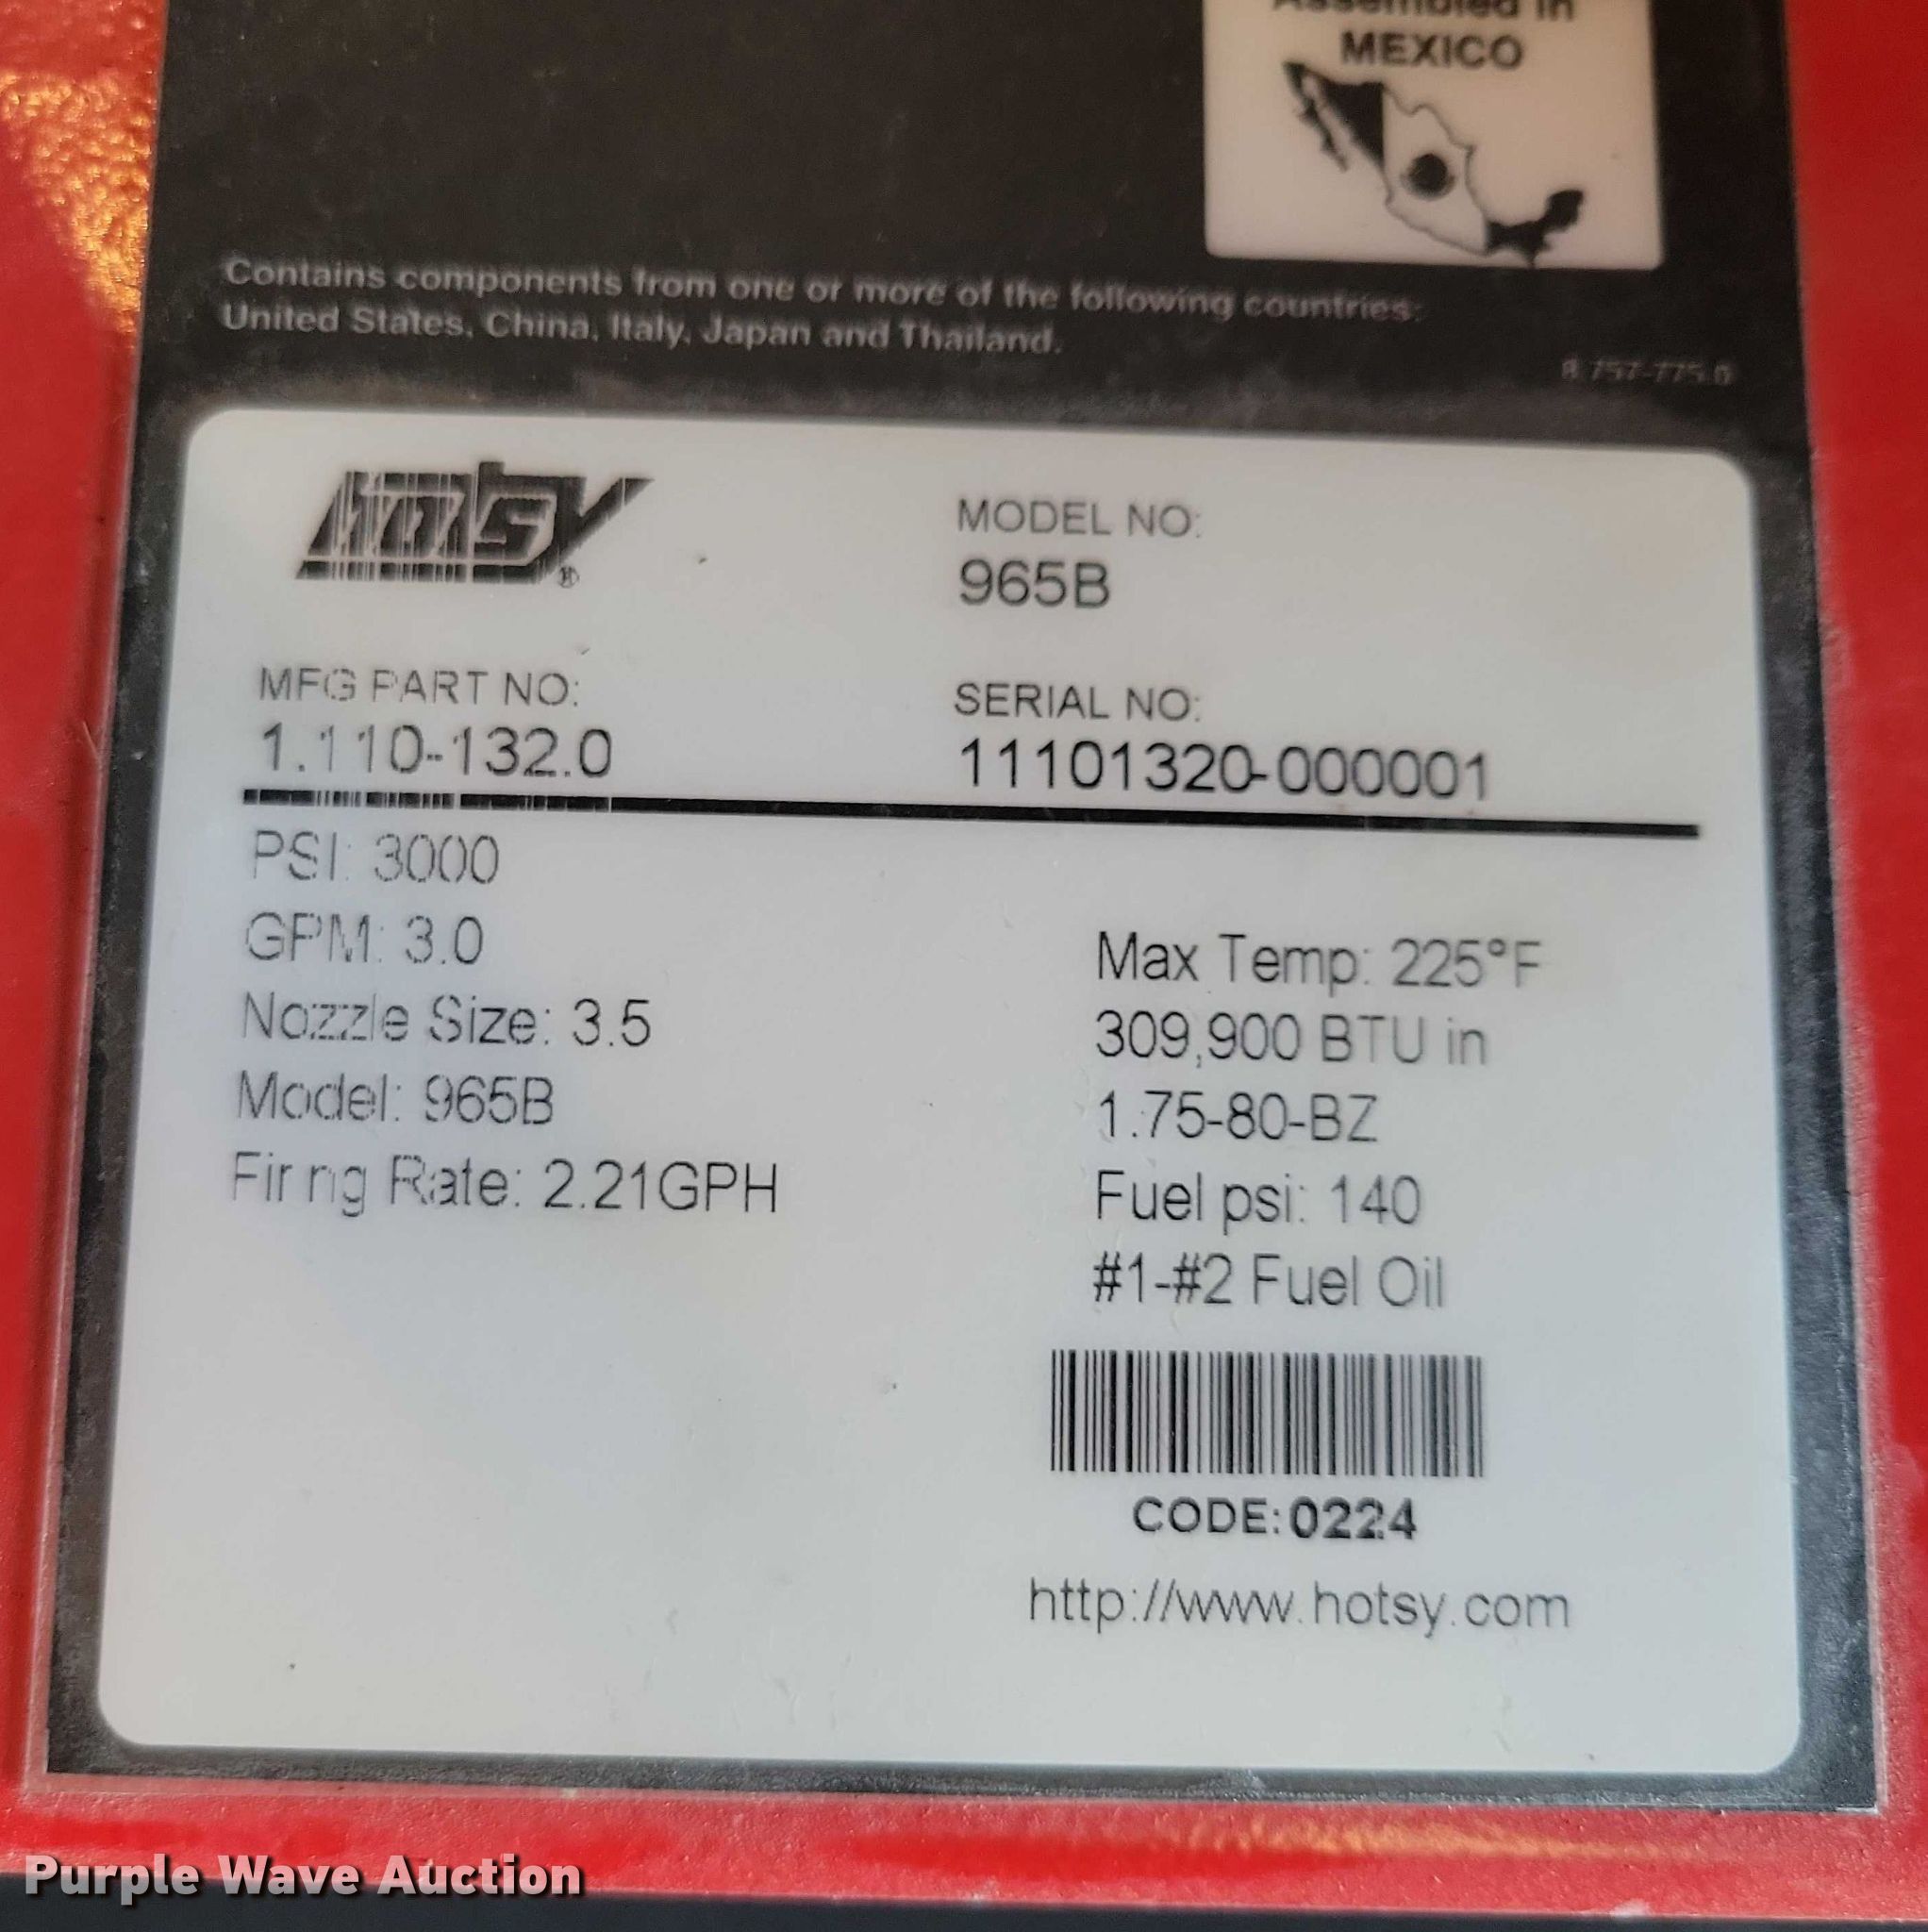 Assembled in
MEXICO
Contains components from one or more of the following countries:
United States, China, Italy, Japan and Thailand.
8.757-775.0
hotsy®
MODEL NO:
965B
MFG PART NO:
1.110-132.0
SERIAL NO:
11101320-000001
PSI: 3000
GPM: 3.0
Nozzle Size: 3.5
Model: 965B
Firing Rate: 2.21GPH
Max Temp: 225°F
309,900 BTU in
1.75-80-BZ
Fuel psi: 140
#1-#2 Fuel Oil
CODE:0224
http://www.hotsy.com
Purple Wave Auction